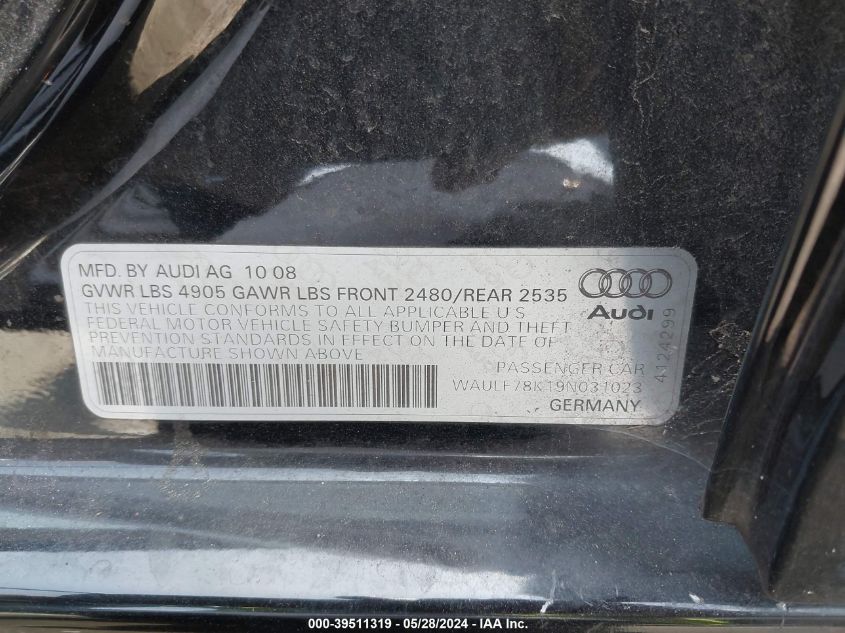 MFD. BY AUDI AG 10 08
GVWR LBS 4905 GAWR LBS FRONT 2480/REAR 2535
THIS VEHICLE CONFORMS TO ALL APPLICABLE U S
FEDERAL MOTOR VEHICLE SAFETY BUMPER AND THEFT
PREVENTION STANDARDS IN EFFECT ON THE DATE OF
MANUFACTURE SHOWN ABOVE
Audi
PASSENGER CAR
WAULF78K19N031023
GERMANY
4124299
000-39511319 / 05/28/2024 - IAA Inc.